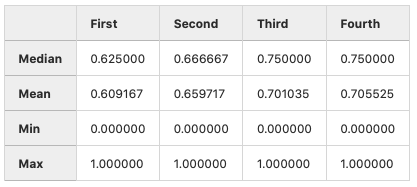 First Second Third Fourth
Median 0.625000 0.666667 0.750000 0.750000
Mean 0.609167 0.659717 0.701035 0.705525
Min 0.000000 0.000000 0.000000 0.000000
Max 1.000000 1.000000 1.000000 1.000000